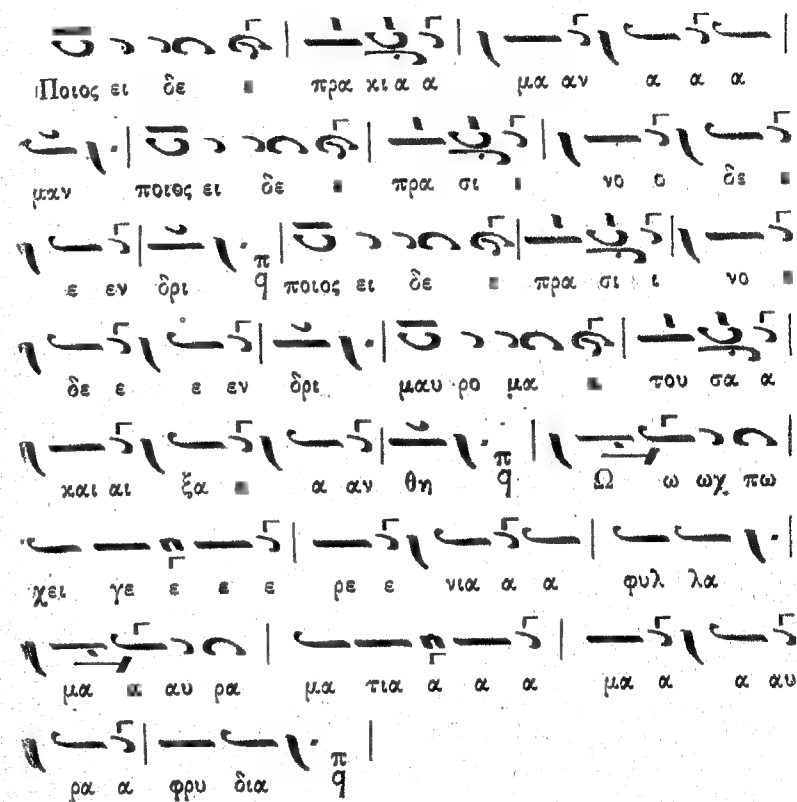 Ποιος ει δε πρα κι α α μα αν α α α
μαν ποιος ει δε πρα σι ι νο ο δε
ε εν δρι π q ποιος ει δε ε πρα σι ι νο
δε ε ε εν δρι μαυ ρο μα του σα α
και αι ξα α αν θη π q Ω ω ωχ πω
χει γε ε ε ε ρε ε νια α α φυλ λα
μα α αυ ρα μα τια α α α μα α α αυ
ρα α φρυ δια π q